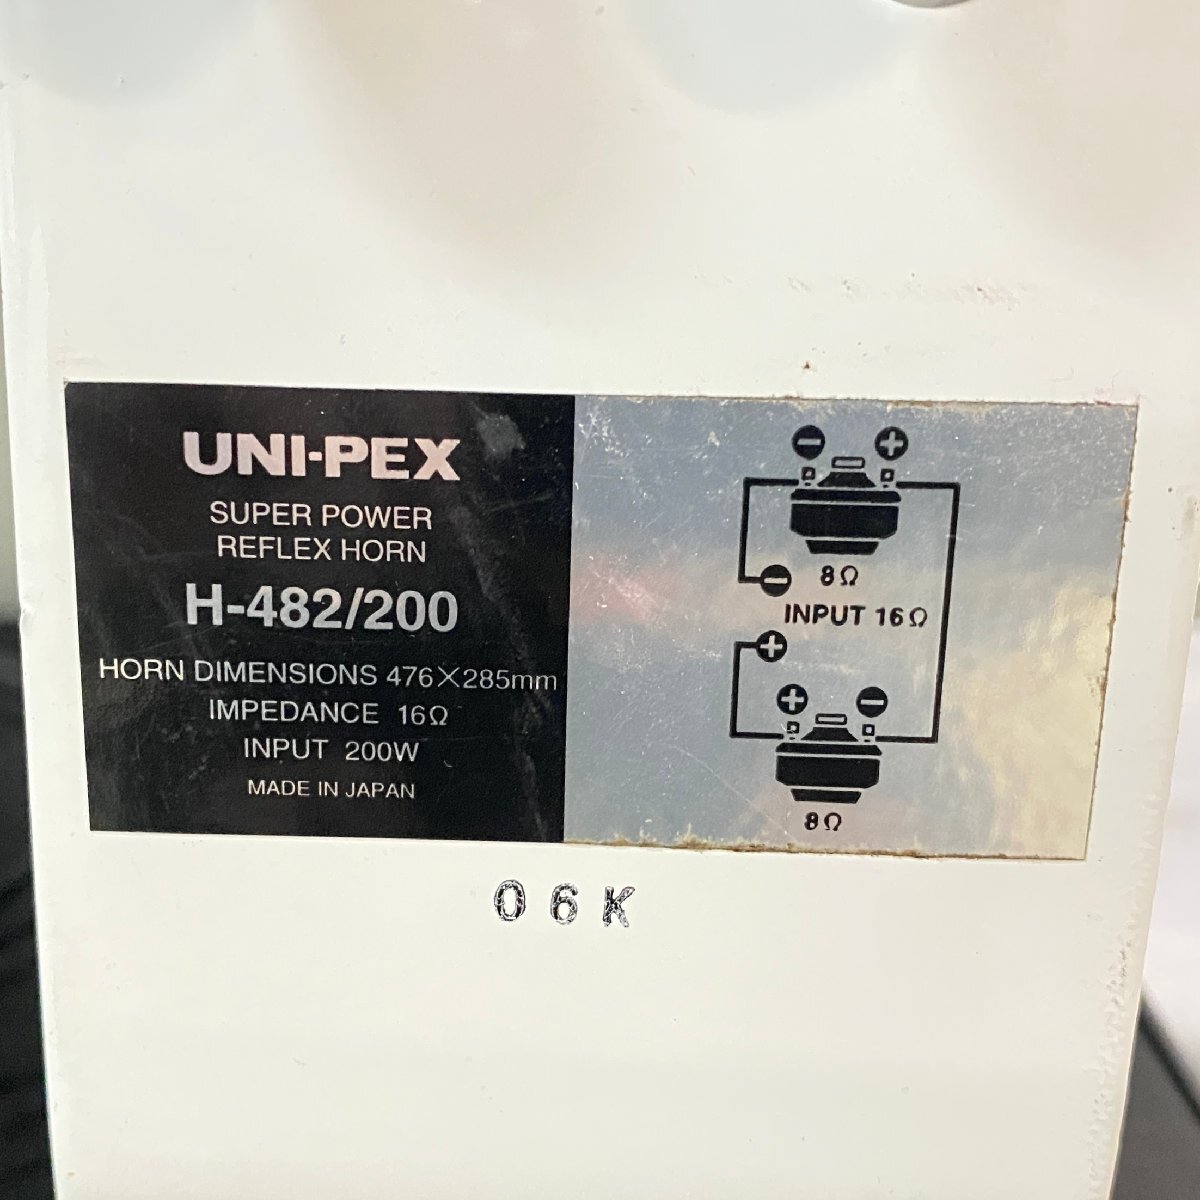 UNI-PEX
SUPER POWER
REFLEX HORN
H-482/200
HORN DIMENSIONS 476×285mm
IMPEDANCE 16Ω
INPUT 200W
MADE IN JAPAN
− +
8Ω
−
INPUT 16Ω
+
+ −
8Ω
06K